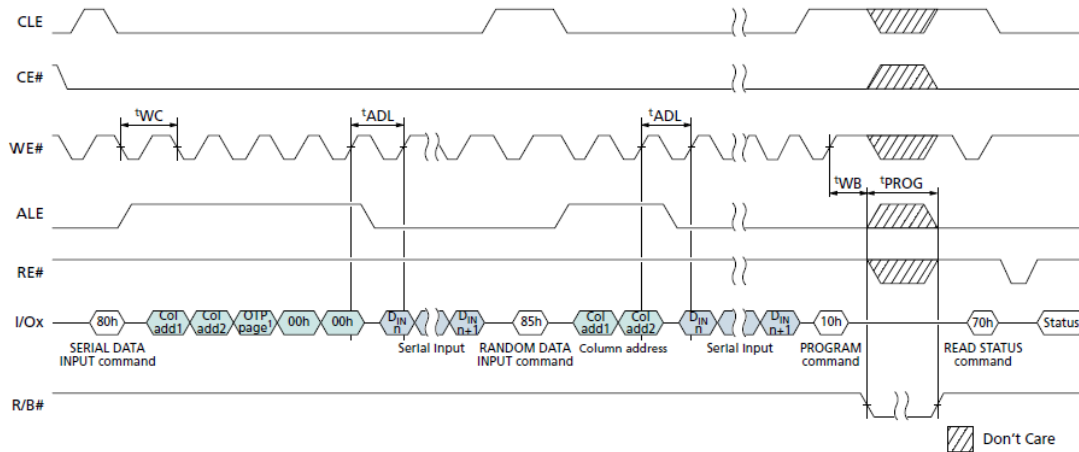 CLE
CE#
tWC
tADL
tADL
WE#
tWB
tPROG
ALE
RE#
I/Ox
80h
Col
add1
Col
add2
OTP
page1
00h
00h
DIN
n
DIN
n+1
85h
Col
add1
Col
add2
DIN
n
DIN
n+1
10h
70h
Status
SERIAL DATA
INPUT command
Serial Input
RANDOM DATA
INPUT command
Column address
Serial Input
PROGRAM
command
READ STATUS
command
R/B#
Don't Care